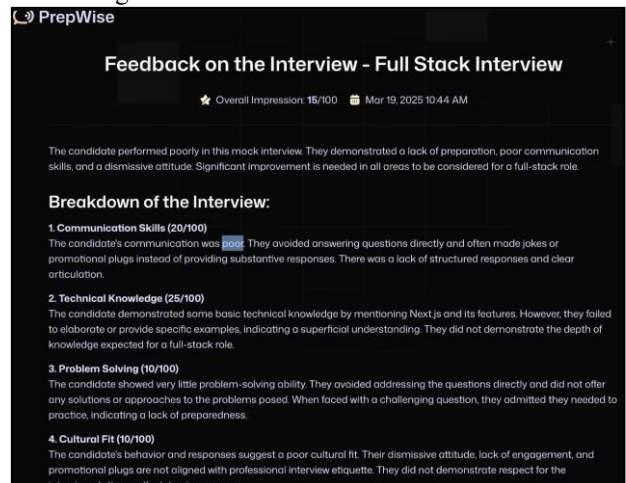 PrepWise
Feedback on the Interview - Full Stack Interview
Overall Impression: 15/100 Mar 19, 2025 10:44 AM
The candidate performed poorly in this mock interview. They demonstrated a lack of preparation, poor communication
skills, and a dismissive attitude. Significant improvement is needed in all areas to be considered for a full-stack role.
Breakdown of the Interview:
1. Communication Skills (20/100)
The candidate's communication was poor. They avoided answering questions directly and often made jokes or
promotional plugs instead of providing substantive responses. There was a lack of structured responses and clear
articulation.
2. Technical Knowledge (25/100)
The candidate demonstrated some basic technical knowledge by mentioning Next.js and its features. However, they failed
to elaborate or provide specific examples, indicating a superficial understanding. They did not demonstrate the depth of
knowledge expected for a full-stack role.
3. Problem Solving (10/100)
The candidate showed very little problem-solving ability. They avoided addressing the questions directly and did not offer
any solutions or approaches to the problems posed. When faced with a challenging question, they admitted they needed to
practice, indicating a lack of preparedness.
4. Cultural Fit (10/100)
The candidate's behavior and responses suggest a poor cultural fit. Their dismissive attitude, lack of engagement, and
promotional plugs are not aligned with professional interview etiquette. They did not demonstrate respect for the